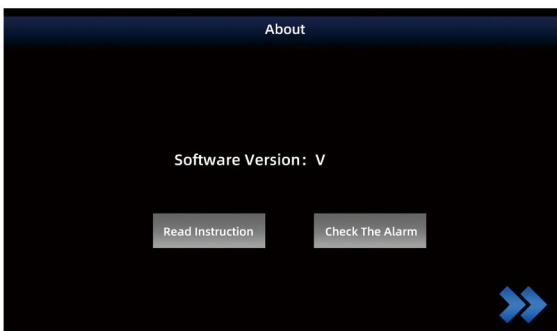 About
Software Version: V
Read Instruction
Check The Alarm